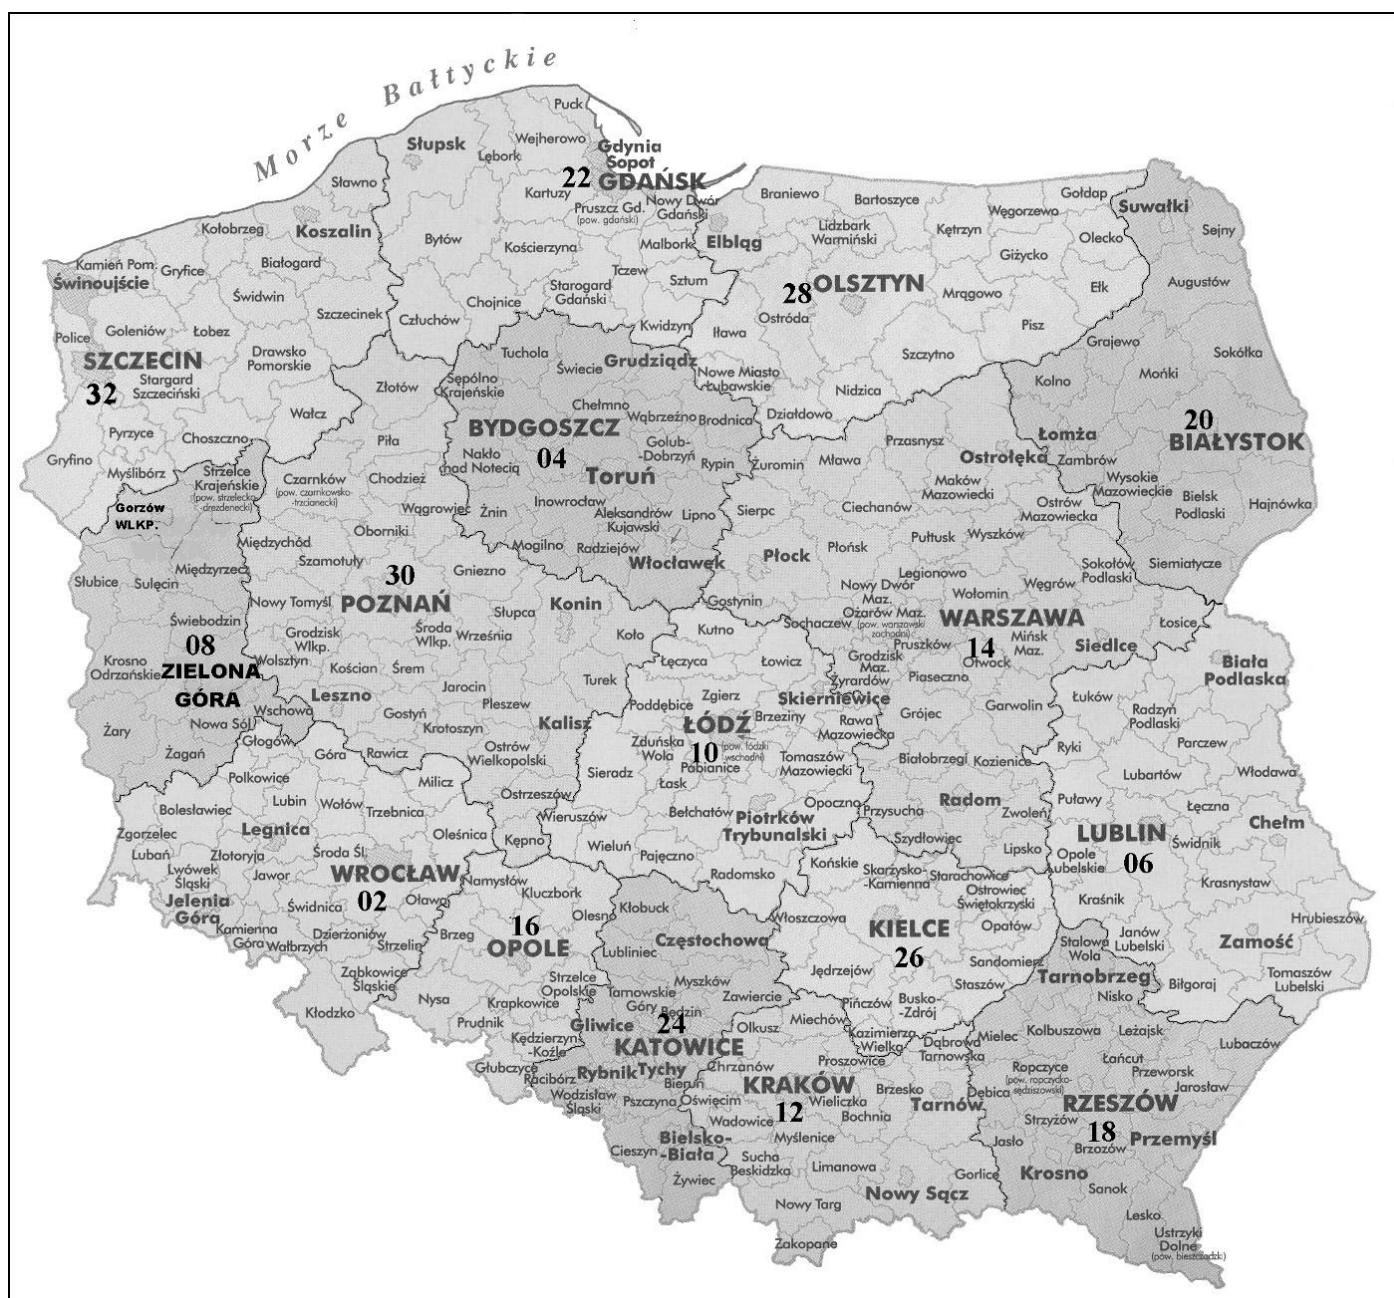 Morze Bałtyckie
Puck
Słupsk
Wejherowo
Gdynia
Lębork
Sopot
22 GDAŃSK
Sławno
Kartuzy
Nowy Dwór
Gdański
Pruszcz Gd.
(pow. gdański)
Kołobrzeg
Koszalin
Bytów
Kościerzyna
Malbork
Elbląg
Braniewo
Bartoszyce
Gołdap
Węgorzewo
Lidzbark
Warmiński
Kętrzyn
Olecko
Giżycko
Suwałki
Sejny
Kamień Pom.
Gryfice
Białogard
Świnoujście
Świdwin
Tczew
Sztum
Starogard
Gdański
Chojnice
28 OLSZTYN
Mrągowo
Ełk
Augustów
Szczecinek
Człuchów
Kwidzyn
Iława
Ostróda
Pisz
Police
Goleniów
Łobez
SZCZECIN
32
Stargard
Szczeciński
Drawsko
Pomorskie
Tuchola
Świecie
Grudziądz
Szczytno
Grajewo
Sokółka
Złotów
Sępólno
Krajeńskie
Nowe Miasto
Lubawskie
Nidzica
Kolno
Mońki
Wałcz
Chełmno
Wąbrzeźno
Brodnica
Działdowo
20
BIAŁYSTOK
Pyrzyce
Choszczno
Piła
BYDGOSZCZ
04
Golub-
-Dobrzyń
Przasnysz
Łomża
Ostrołęka
Zambrów
Gryfino
Myślibórz
Strzelce
Krajeńskie
(pow. strzelecko
-drezdenecki)
Czarnków
(pow. czarnkowsko
-trzcianecki)
Chodzież
Nakło
nad Notecią
Toruń
Rypin
Żuromin
Mława
Maków
Mazowiecki
Wysokie
Mazowieckie
Bielsk
Podlaski
Hajnówka
Gorzów
WLKP.
Wągrowiec
Żnin
Inowrocław
Aleksandrów
Kujawski
Lipno
Sierpc
Ciechanów
Ostrów
Mazowiecka
Oborniki
Międzychód
Szamotuły
Mogilno
Radziejów
Włocławek
Płock
Płońsk
Pułtusk
Wyszków
Sokołów
Podlaski
Siemiatycze
Słubice
Sulęcin
Międzyrzecz
30
POZNAŃ
Gniezno
Legionowo
Węgrów
Nowy Tomyśl
Słupca
Konin
Gostynin
Nowy Dwór
Maz.
Wołomin
Świebodzin
Grodzisk
Wlkp.
Środa
Wlkp.
Września
Koło
Kutno
Sochaczew
Ożarów Maz.
(pow. warszawski
zachodni)
WARSZAWA
14
Mińsk
Maz.
Siedlce
Łosice
08
ZIELONA
GÓRA
Krosno
Odrzańskie
Wolsztyn
Kościan
Śrem
Łęczyca
Łowicz
Pruszków
Grodzisk
Maz.
Otwock
Żyrardów
Piaseczno
Biała
Podlaska
Leszno
Jarocin
Turek
Zgierz
Skierniewice
Łuków
Wschowa
Pleszew
Poddębice
ŁÓDŹ
10
(pow. łódzki
wschodni)
Brzeziny
Rawa
Mazowiecka
Grójec
Garwolin
Radzyń
Podlaski
Żary
Nowa Sól
Gostyń
Krotoszyn
Kalisz
Zduńska
Wola
Pabianice
Ryki
Parczew
Żagań
Głogów
Góra
Rawicz
Ostrów
Wielkopolski
Sieradz
Łask
Tomaszów
Mazowiecki
Białobrzegi
Kozienice
Lubartów
Włodawa
Polkowice
Milicz
Ostrzeszów
Bolesławiec
Lubin
Wołów
Trzebnica
Wieruszów
Bełchatów
Piotrków
Trybunalski
Opoczno
Przysucha
Radom
Zwoleń
Puławy
Łęczna
Zgorzelec
Legnica
Oleśnica
Kępno
Wieluń
Szydłowiec
LUBLIN
06
Świdnik
Chełm
Lubań
Złotoryja
Środa Śl.
Pajęczno
Końskie
Lipsko
Opole
Lubelskie
Lwówek
Śląski
Jawor
WROCŁAW
02
Namysłów
Kluczbork
Radomsko
Skarżysko-
-Kamienna
Starachowice
Ostrowiec
Świętokrzyski
Krasnystaw
Jelenia
Góra
Świdnica
Oława
Olesno
Kłobuck
Włoszczowa
Kraśnik
Hrubieszów
Kamienna
Góra
Wałbrzych
Dzierżoniów
Strzelin
Brzeg
16
OPOLE
Częstochowa
KIELCE
26
Opatów
Stalowa
Wola
Janów
Lubelski
Zamość
Lubliniec
Ząbkowice
Śląskie
Jędrzejów
Sandomierz
Tarnobrzeg
Kłodzko
Nysa
Strzelce
Opolskie
Krapkowice
Tarnowskie
Góry
Myszków
Zawiercie
Pińczów
Busko-
-Zdrój
Staszów
Nisko
Biłgoraj
Tomaszów
Lubelski
Będzin
Prudnik
Gliwice
24
KATOWICE
Olkusz
Miechów
Kazimierza
Wielka
Dąbrowa
Tarnowska
Mielec
Kolbuszowa
Leżajsk
Lubaczów
Kędzierzyn
-Koźle
Głubczyce
Racibórz
Rybnik
Tychy
Chrzanów
Proszowice
Łańcut
Ropczyce
(pow. ropczycko-
-sędziszowski)
Przeworsk
Jarosław
Wodzisław
Śląski
Bieruń
Pszczyna
Oświęcim
KRAKÓW
12
Wieliczka
Brzesko
Bochnia
Tarnów
Dębica
RZESZÓW
18
Wadowice
Strzyżów
Bielsko-
-Biała
Myślenice
Jasło
Brzozów
Przemyśl
Cieszyn
Żywiec
Sucha
Beskidzka
Limanowa
Gorlice
Krosno
Nowy Sącz
Sanok
Nowy Targ
Lesko
Zakopane
Ustrzyki
Dolne
(pow. bieszczadzki)